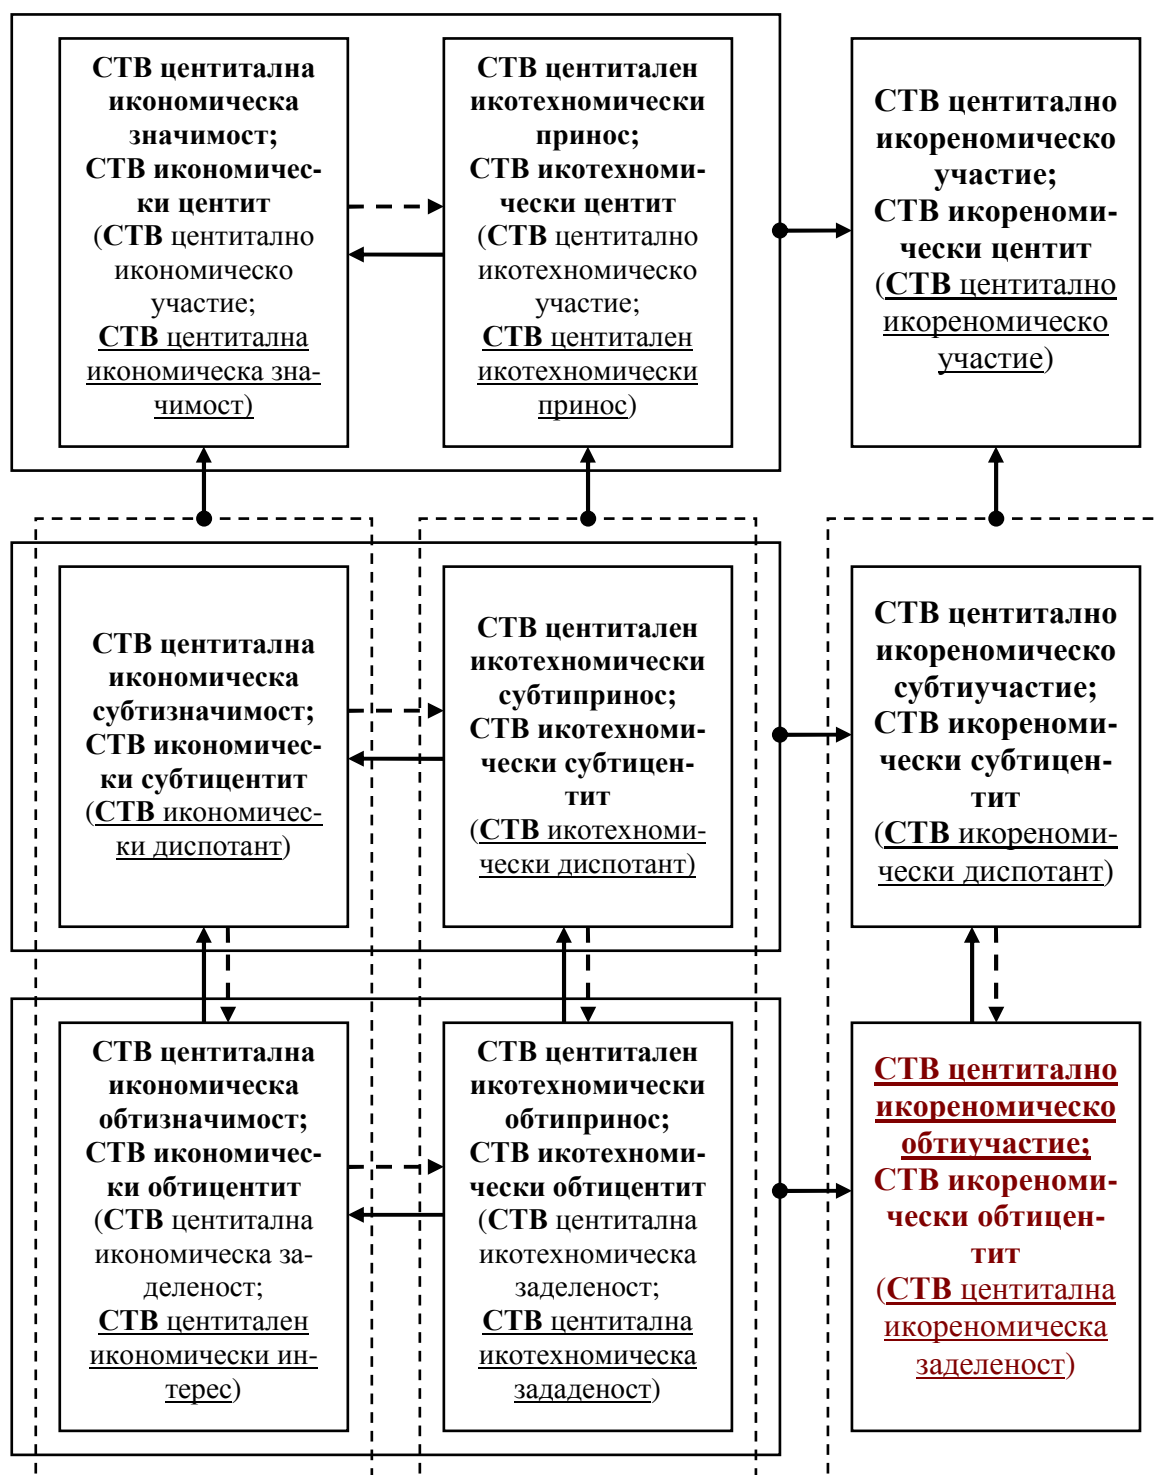 СТВ центитална
икономическа
значимост;
СТВ икономичес-
ки центит
(СТВ центитално
икономическо
участие;
СТВ центитална
икономическа зна-
чимост)
СТВ центитален
икотехномически
принос;
СТВ икотехноми-
чески центит
(СТВ центитално
икотехномическо
участие;
СТВ центитален
икотехномически
принос)
СТВ центитално
икореномическо
участие;
СТВ икореноми-
чески центит
(СТВ центитално
икореномическо
участие)
СТВ центитална
икономическа
субтизначимост;
СТВ икономичес-
ки субтицентит
(СТВ икономичес-
ки диспотант)
СТВ центитален
икотехномически
субтипринос;
СТВ икотехноми-
чески субтицен-
тит
(СТВ икотехноми-
чески диспотант)
СТВ центитално
икореномическо
субтиучастие;
СТВ икореноми-
чески субтицен-
тит
(СТВ икореноми-
чески диспотант)
СТВ центитална
икономическа
обтизначимост;
СТВ икономичес-
ки обтицентит
(СТВ центитална
икономическа за-
деленост;
СТВ центитален
икономически ин-
терес)
СТВ центитален
икотехномически
обтипринос;
СТВ икотехноми-
чески обтицентит
(СТВ центитална
икотехномическа
заделеност;
СТВ центитална
икотехномическа
зададеност)
СТВ центитално
икореномическо
обтиучастие;
СТВ икореноми-
чески обтицен-
тит
(СТВ центитална
икореномическа
заделеност)